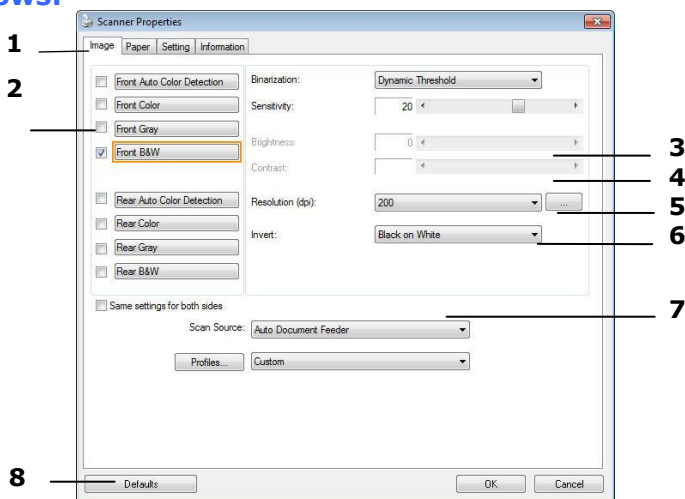 ows:
Scanner Properties
1
Image Paper Setting Information
2
Front Auto Color Detection
Front Color
Front Gray
Front B&W
Rear Auto Color Detection
Rear Color
Rear Gray
Rear B&W
Binarization: Dynamic Threshold
Sensitivity: 20
Brightness: 0
Contrast:
Resolution (dpi): 200 ...
Invert: Black on White
3
4
5
6
Same settings for both sides
7
Scan Source: Auto Document Feeder
Profiles... Custom
8
Defaults OK Cancel